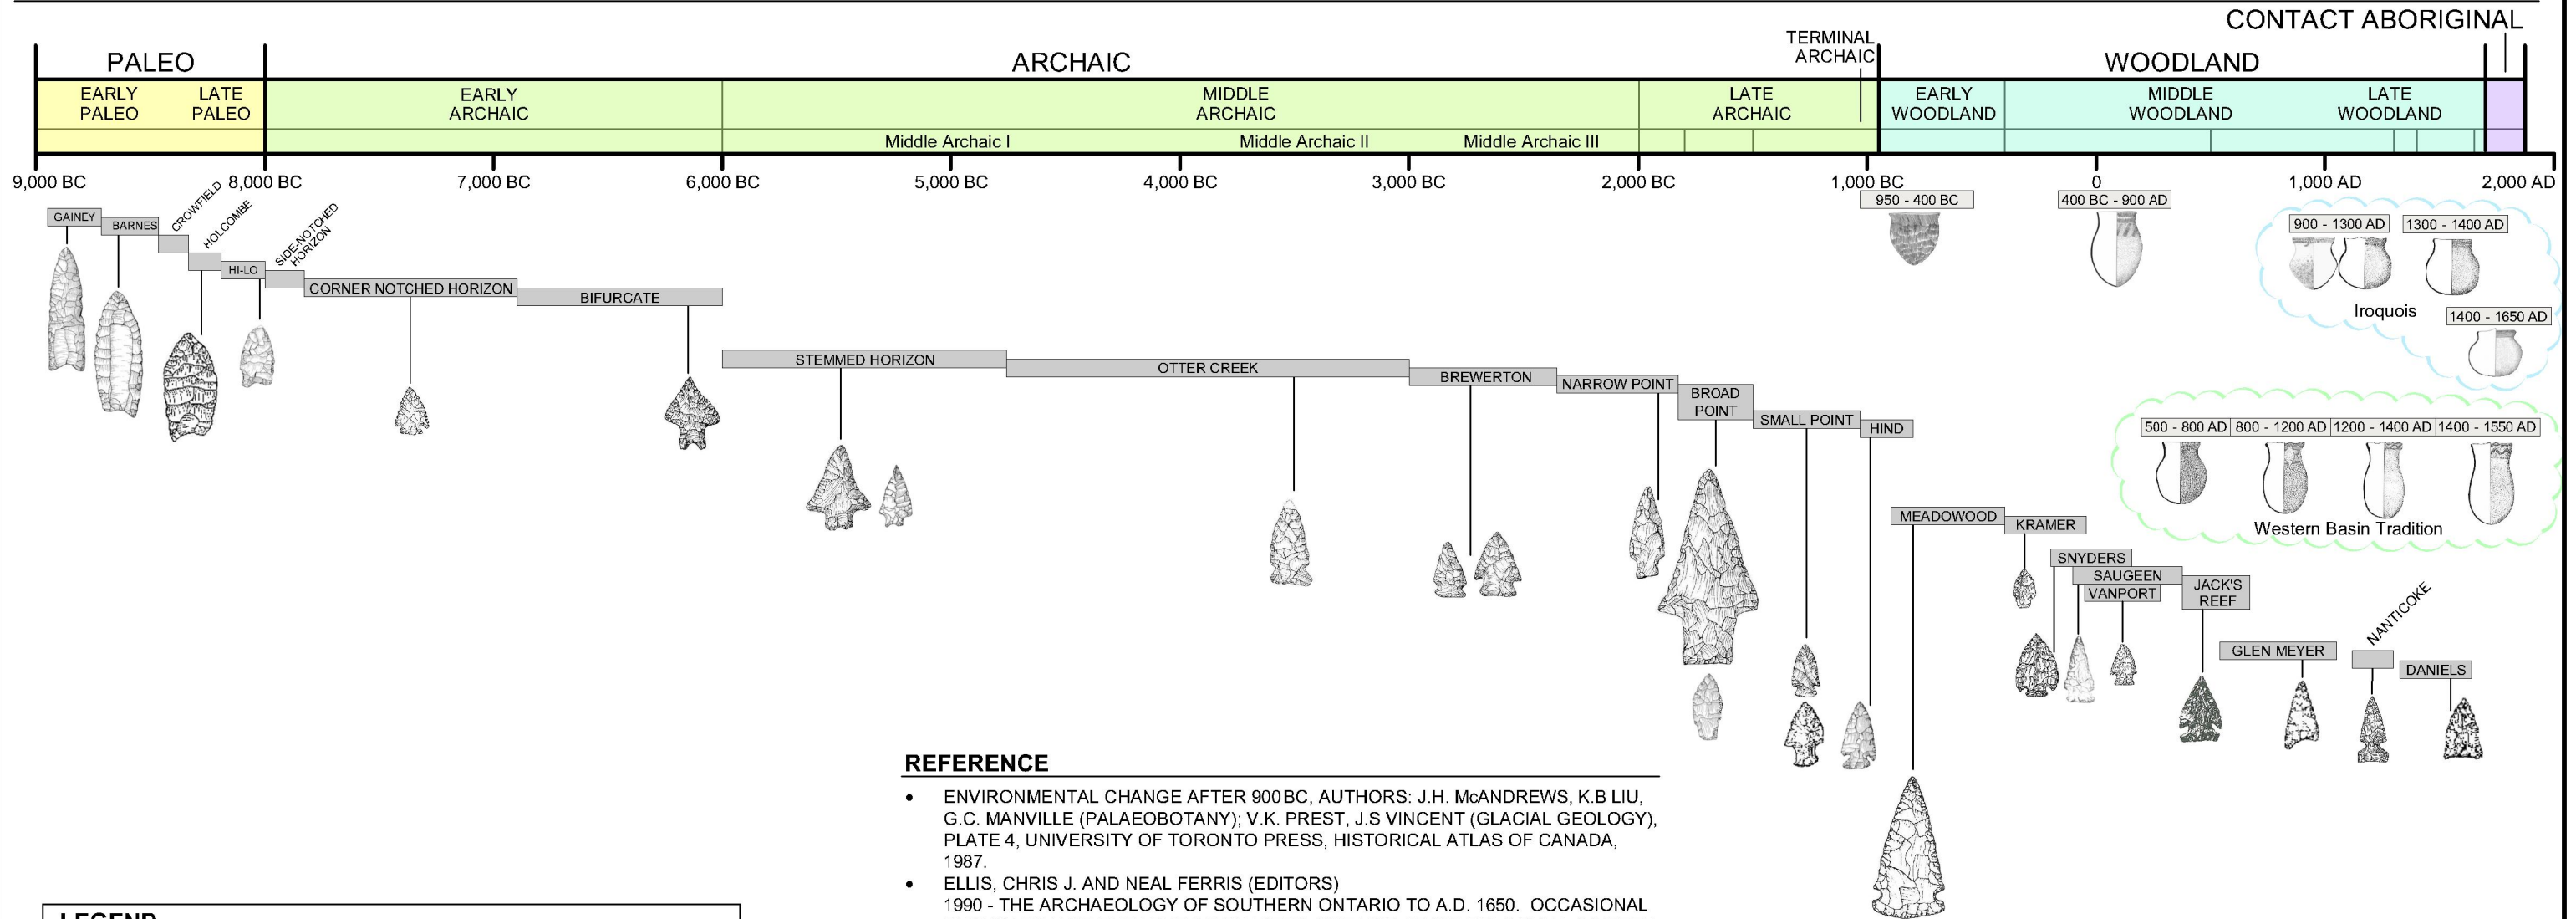 CONTACT ABORIGINAL
TERMINAL
ARCHAIC
PALEO
ARCHAIC
WOODLAND
EARLY
PALEO
LATE
PALEO
EARLY
ARCHAIC
MIDDLE
ARCHAIC
LATE
ARCHAIC
EARLY
WOODLAND
MIDDLE
WOODLAND
LATE
WOODLAND
Middle Archaic I
Middle Archaic II
Middle Archaic III
9,000 BC
8,000 BC
7,000 BC
6,000 BC
5,000 BC
4,000 BC
3,000 BC
2,000 BC
1,000 BC
0
1,000 AD
2,000 AD
GAINEY
BARNES
CROWFIELD
HOLCOMBE
HI-LO
SIDE-NOTCHED
HORIZON
CORNER NOTCHED HORIZON
BIFURCATE
STEMMED HORIZON
OTTER CREEK
BREWERTON
NARROW POINT
BROAD
POINT
SMALL POINT
HIND
950 - 400 BC
400 BC - 900 AD
900 - 1300 AD
1300 - 1400 AD
Iroquois
1400 - 1650 AD
500 - 800 AD
800 - 1200 AD
1200 - 1400 AD
1400 - 1550 AD
Western Basin Tradition
MEADOWOOD
KRAMER
SNYDERS
SAUGEEN
VANPORT
JACK'S
REEF
GLEN MEYER
NANTICOKE
DANIELS
REFERENCE
• ENVIRONMENTAL CHANGE AFTER 900BC, AUTHORS: J.H. McANDREWS, K.B LIU,
G.C. MANVILLE (PALAEOBOTANY); V.K. PREST, J.S VINCENT (GLACIAL GEOLOGY),
PLATE 4, UNIVERSITY OF TORONTO PRESS, HISTORICAL ATLAS OF CANADA,
1987.
• ELLIS, CHRIS J. AND NEAL FERRIS (EDITORS)
1990 - THE ARCHAEOLOGY OF SOUTHERN ONTARIO TO A.D. 1650. OCCASIONAL
LEGEND